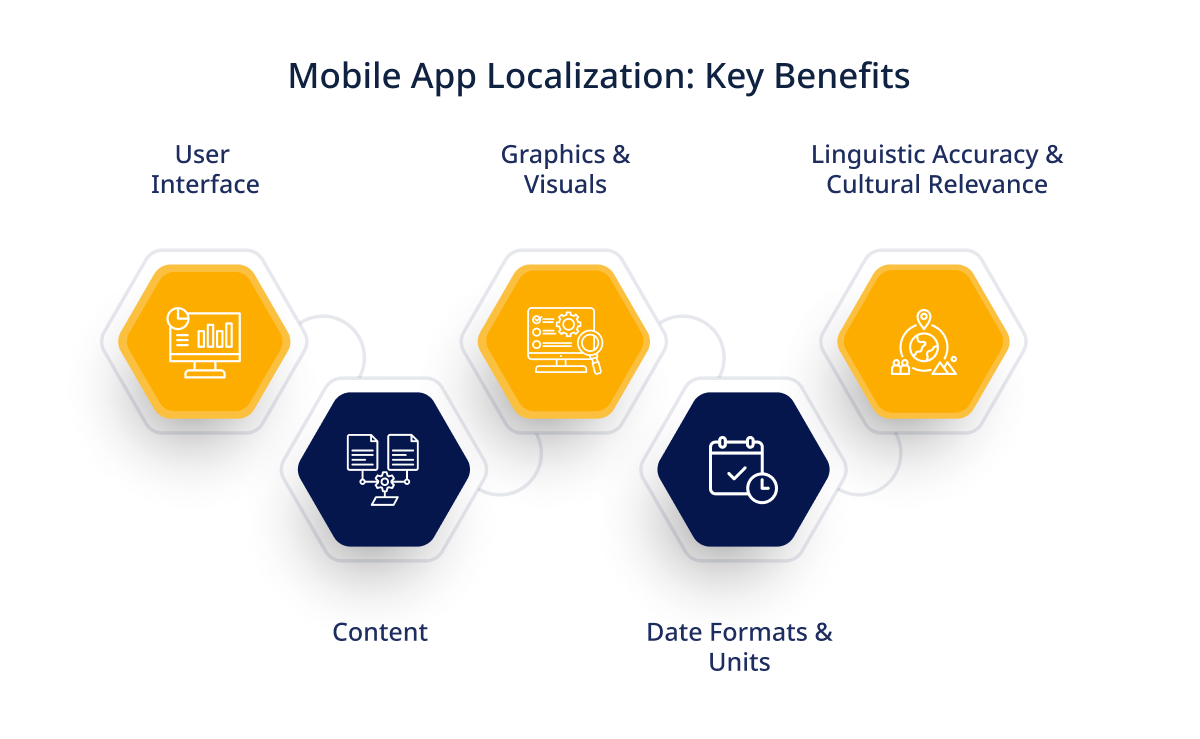 Mobile App Localization: Key Benefits
User
Interface
Graphics &
Visuals
Linguistic Accuracy &
Cultural Relevance
Content
Date Formats &
Units